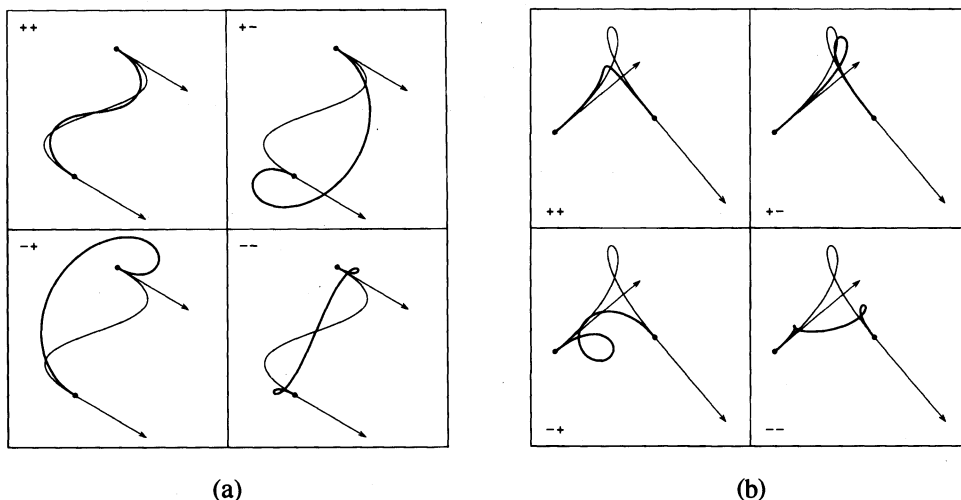 ++ +-
-+ --
++ +-
-+ --
(a) (b)